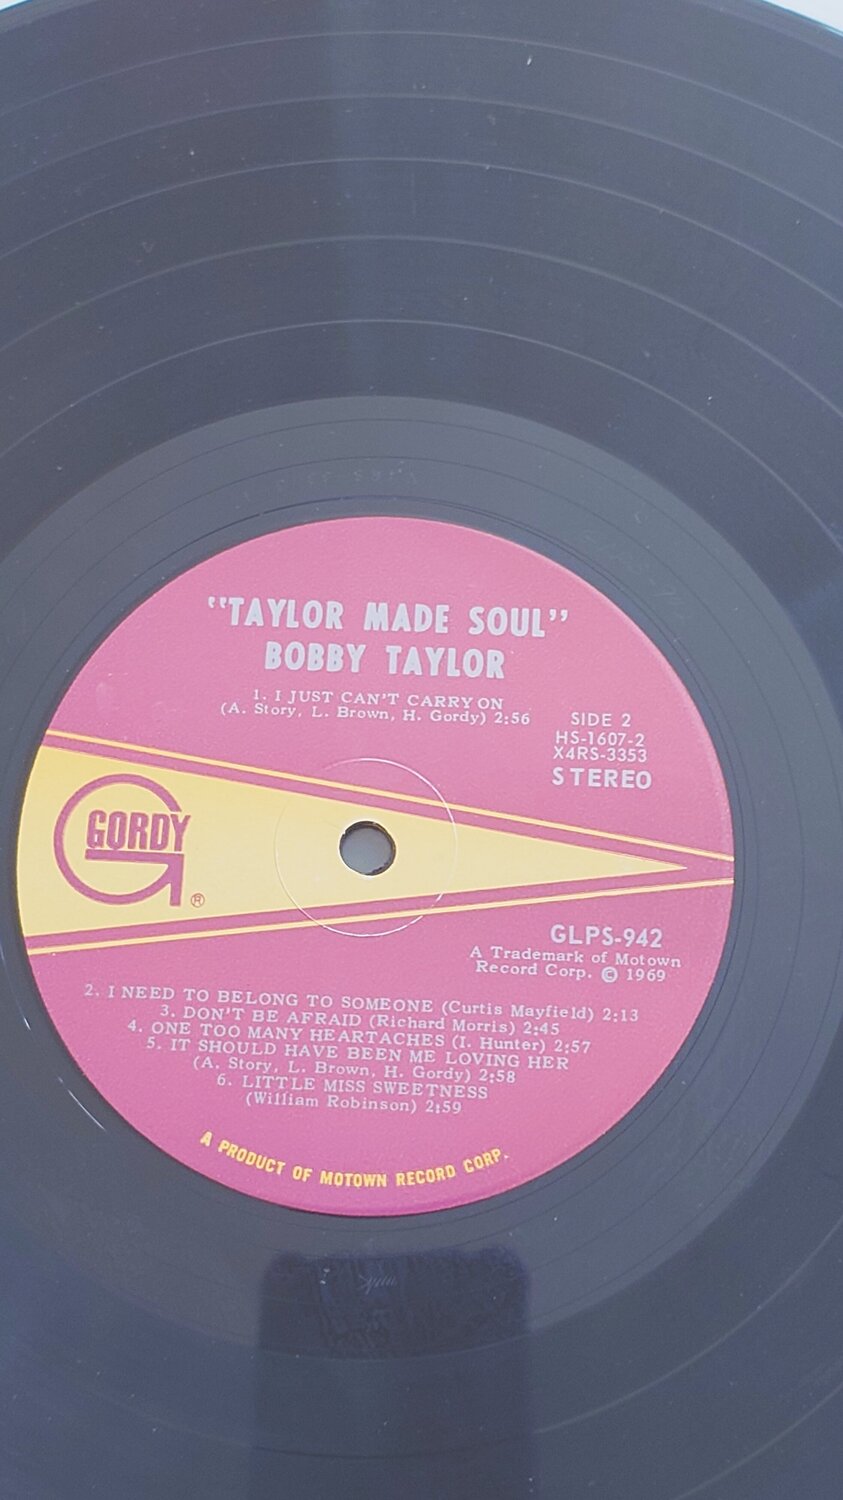 “TAYLOR MADE SOUL”
BOBBY TAYLOR
1. I JUST CAN'T CARRY ON
(A. Story, L. Brown, H. Gordy) 2:56
SIDE 2
HS-1607-2
X4RS-3353
STEREO
GORDY
G
®
GLPS-942
A Trademark of Motown
Record Corp. © 1969
2. I NEED TO BELONG TO SOMEONE (Curtis Mayfield) 2:13
3. DON'T BE AFRAID (Richard Morris) 2:45
4. ONE TOO MANY HEARTACHES (I. Hunter) 2:57
5. IT SHOULD HAVE BEEN ME LOVING HER
(A. Story, L. Brown, H. Gordy) 2:58
6. LITTLE MISS SWEETNESS
(William Robinson) 2:59
A PRODUCT OF MOTOWN RECORD CORP.